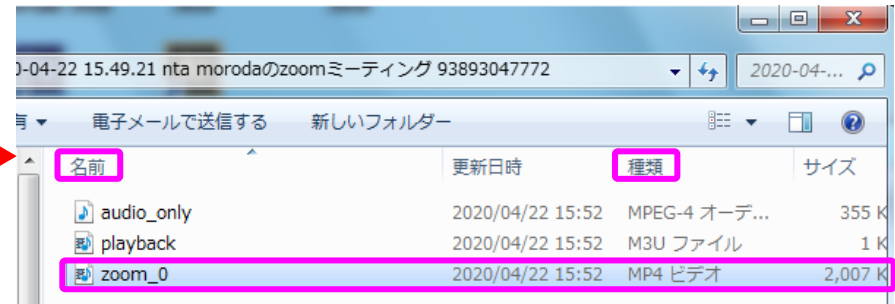 0-04-22 15.49.21 nta morodaのzoomミーティング 93893047772
2020-04-...
有 電子メールで送信する 新しいフォルダー
名前 更新日時 種類 サイズ
audio_only 2020/04/22 15:52 MPEG-4 オーデ... 355 K
playback 2020/04/22 15:52 M3U ファイル 1 K
zoom_0 2020/04/22 15:52 MP4 ビデオ 2,007 K